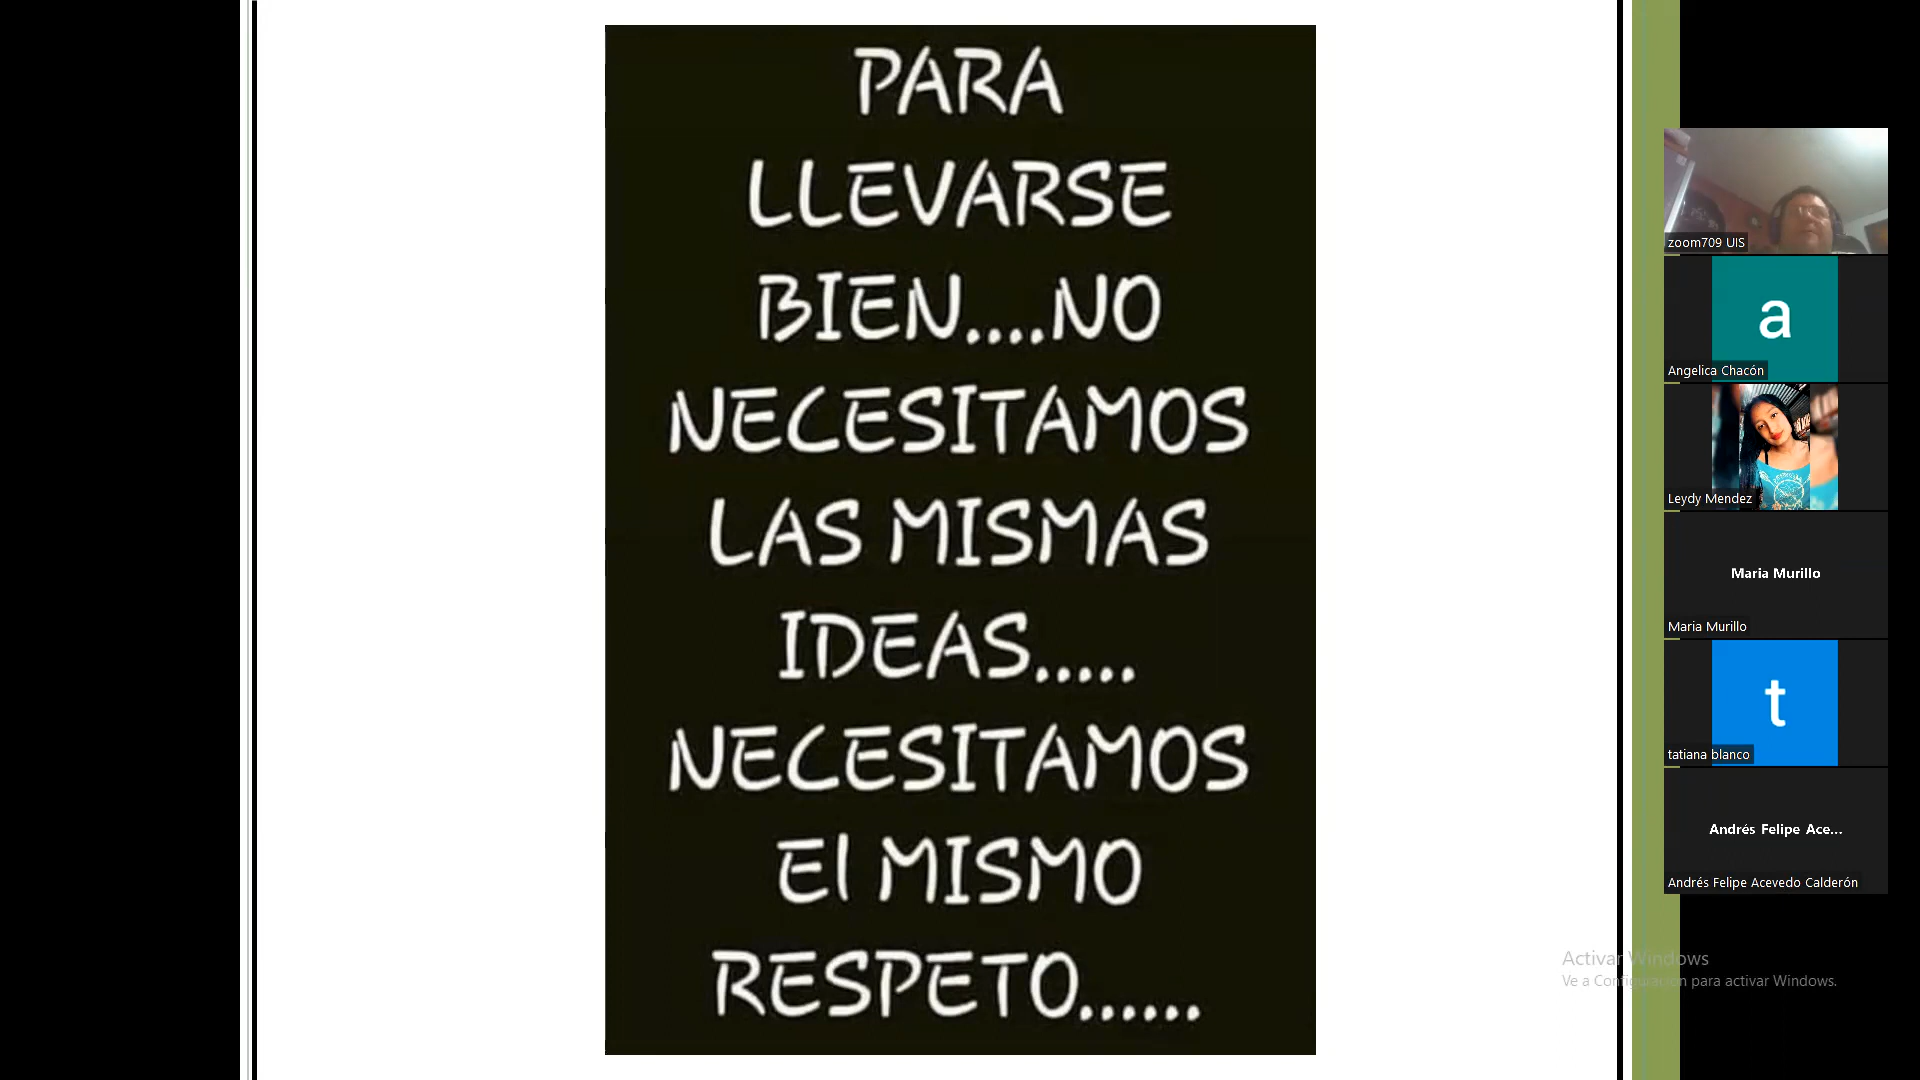 PARA
LLEVARSE
BIEN....NO
NECESITAMOS
LAS MISMAS
IDEAS.....
NECESITAMOS
El MISMO
RESPETO......
zoom709 UIS
a
Angelica Chacón
Leydy Mendez
Maria Murillo
Maria Murillo
t
tatiana blanco
Andrés Felipe Ace...
Andrés Felipe Acevedo Calderón
Activar Windows
Ve a Configuración para activar Windows.